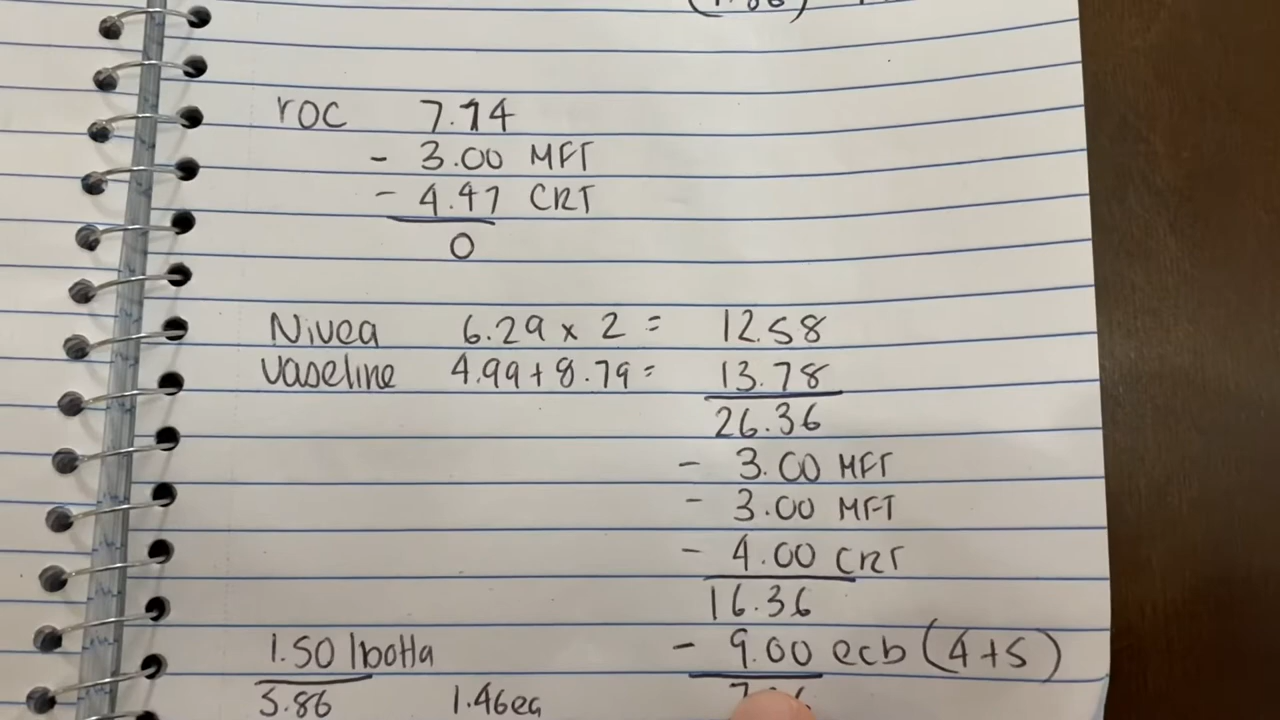 roc 7.74
- 3.00 MFT
- 4.47 CRT
0
Nivea 6.29 x 2 = 12.58
Vaseline 4.99 + 8.79 = 13.78
26.36
- 3.00 MFT
- 3.00 MFT
- 4.00 CRT
16.36
1.50 Ibotta - 9.00 ecb (4+5)
5.86 1.46ea